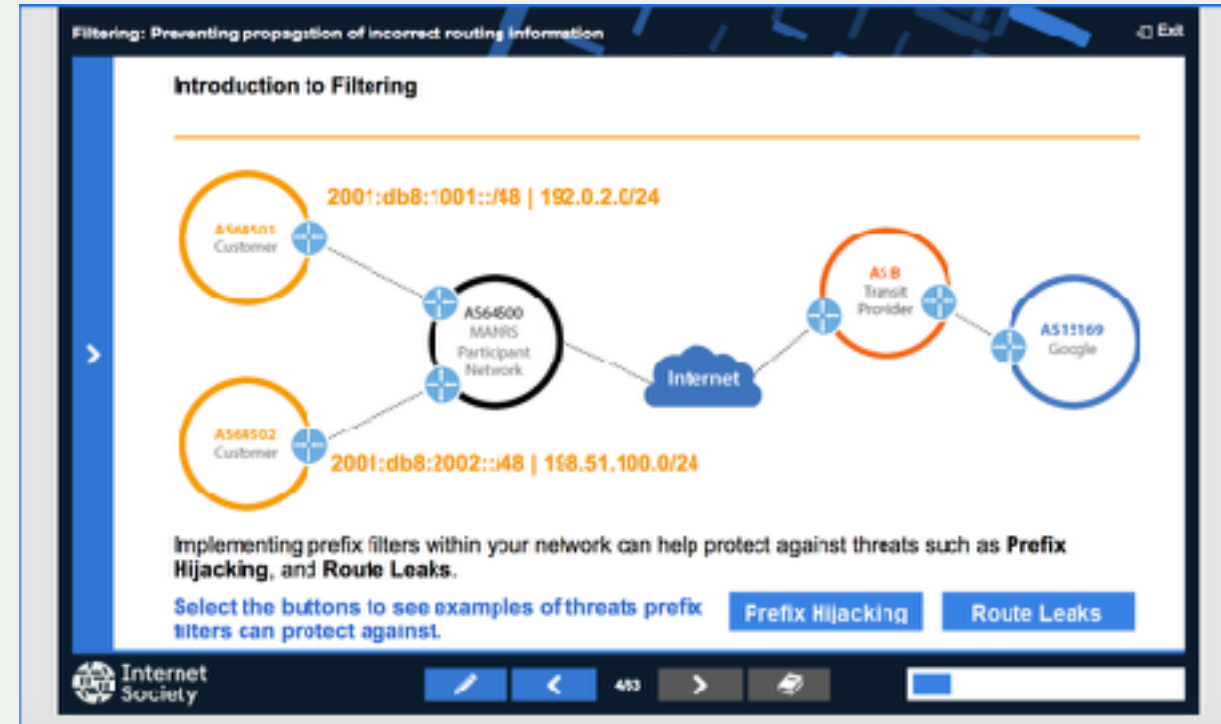 Filtering: Preventing propagation of incorrect routing information
Exit
Introduction to Filtering
2001:db8:1001::/48 | 192.0.2.0/24
AS64501
Customer
AS64500
MANRS
Participant
Network
AS64502
Customer
2001:db8:2002::/48 | 198.51.100.0/24
Internet
AS B
Transit
Provider
AS15169
Google
Implementing prefix filters within your network can help protect against threats such as Prefix
Hijacking, and Route Leaks.
Select the buttons to see examples of threats prefix
filters can protect against.
Prefix Hijacking
Route Leaks
Internet
Society